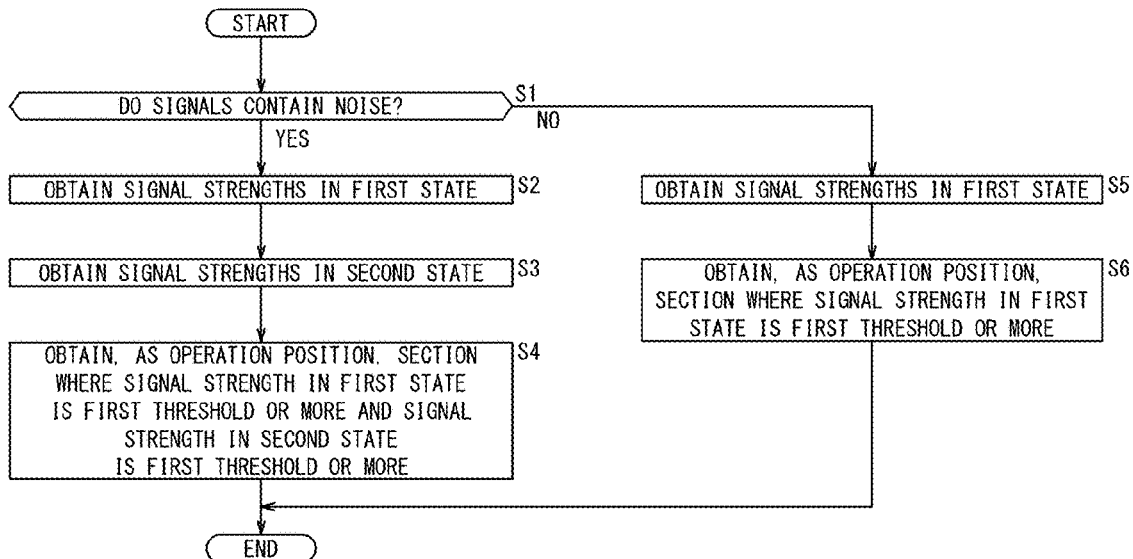 START
DO SIGNALS CONTAIN NOISE?
S1
NO
YES
OBTAIN SIGNAL STRENGTHS IN FIRST STATE
S2
OBTAIN SIGNAL STRENGTHS IN SECOND STATE
S3
OBTAIN, AS OPERATION POSITION, SECTION
WHERE SIGNAL STRENGTH IN FIRST STATE
IS FIRST THRESHOLD OR MORE AND SIGNAL
STRENGTH IN SECOND STATE
IS FIRST THRESHOLD OR MORE
S4
OBTAIN SIGNAL STRENGTHS IN FIRST STATE
S5
OBTAIN, AS OPERATION POSITION,
SECTION WHERE SIGNAL STRENGTH IN FIRST
STATE IS FIRST THRESHOLD OR MORE
S6
END